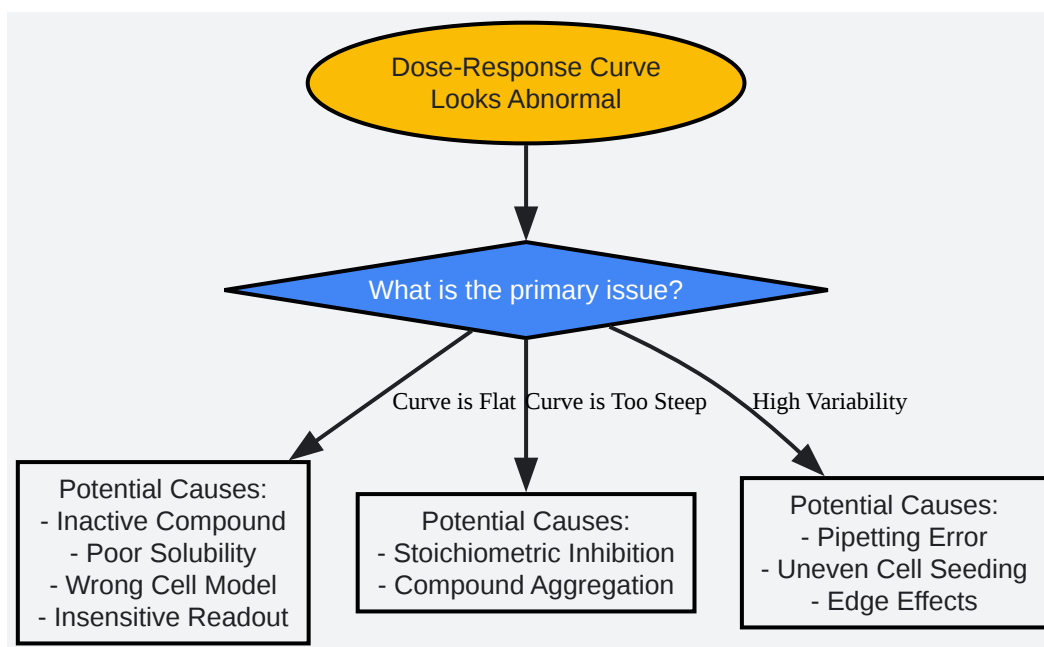 Dose-Response Curve
Looks Abnormal
What is the primary issue?
Curve is Flat
Curve is Too Steep
High Variability
Potential Causes:
- Inactive Compound
- Poor Solubility
- Wrong Cell Model
- Insensitive Readout
Potential Causes:
- Stoichiometric Inhibition
- Compound Aggregation
Potential Causes:
- Pipetting Error
- Uneven Cell Seeding
- Edge Effects